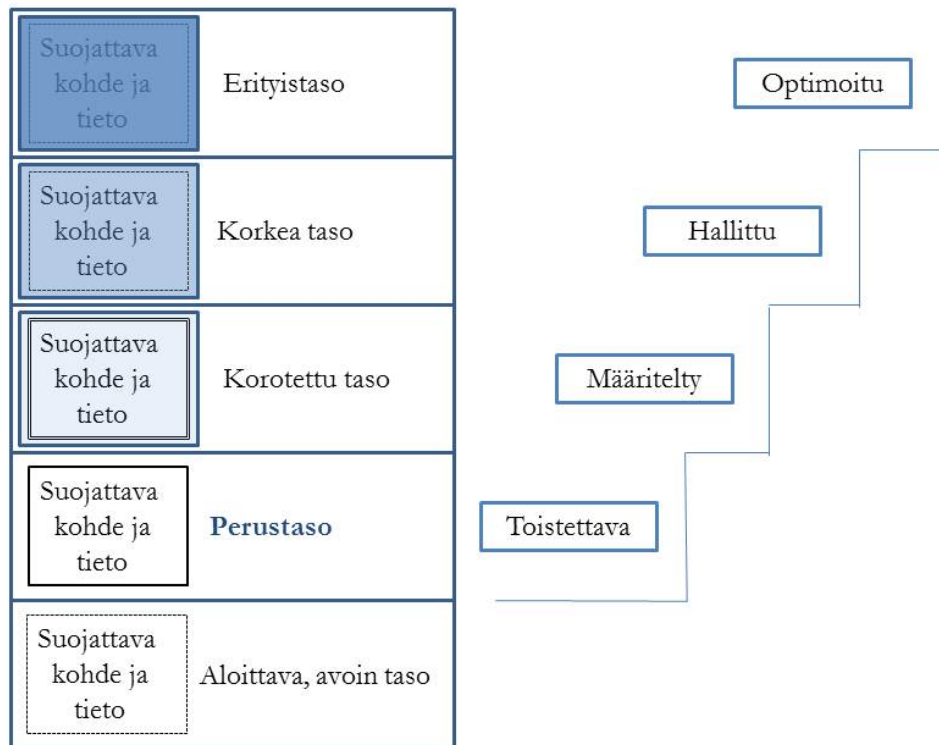 Suojattava
kohde ja
tieto
Erityistaso
Optimoitu
Suojattava
kohde ja
tieto
Korkea taso
Hallittu
Suojattava
kohde ja
tieto
Korotettu taso
Määritelty
Suojattava
kohde ja
tieto
Perustaso
Toistettava
Suojattava
kohde ja
tieto
Aloittava, avoin taso